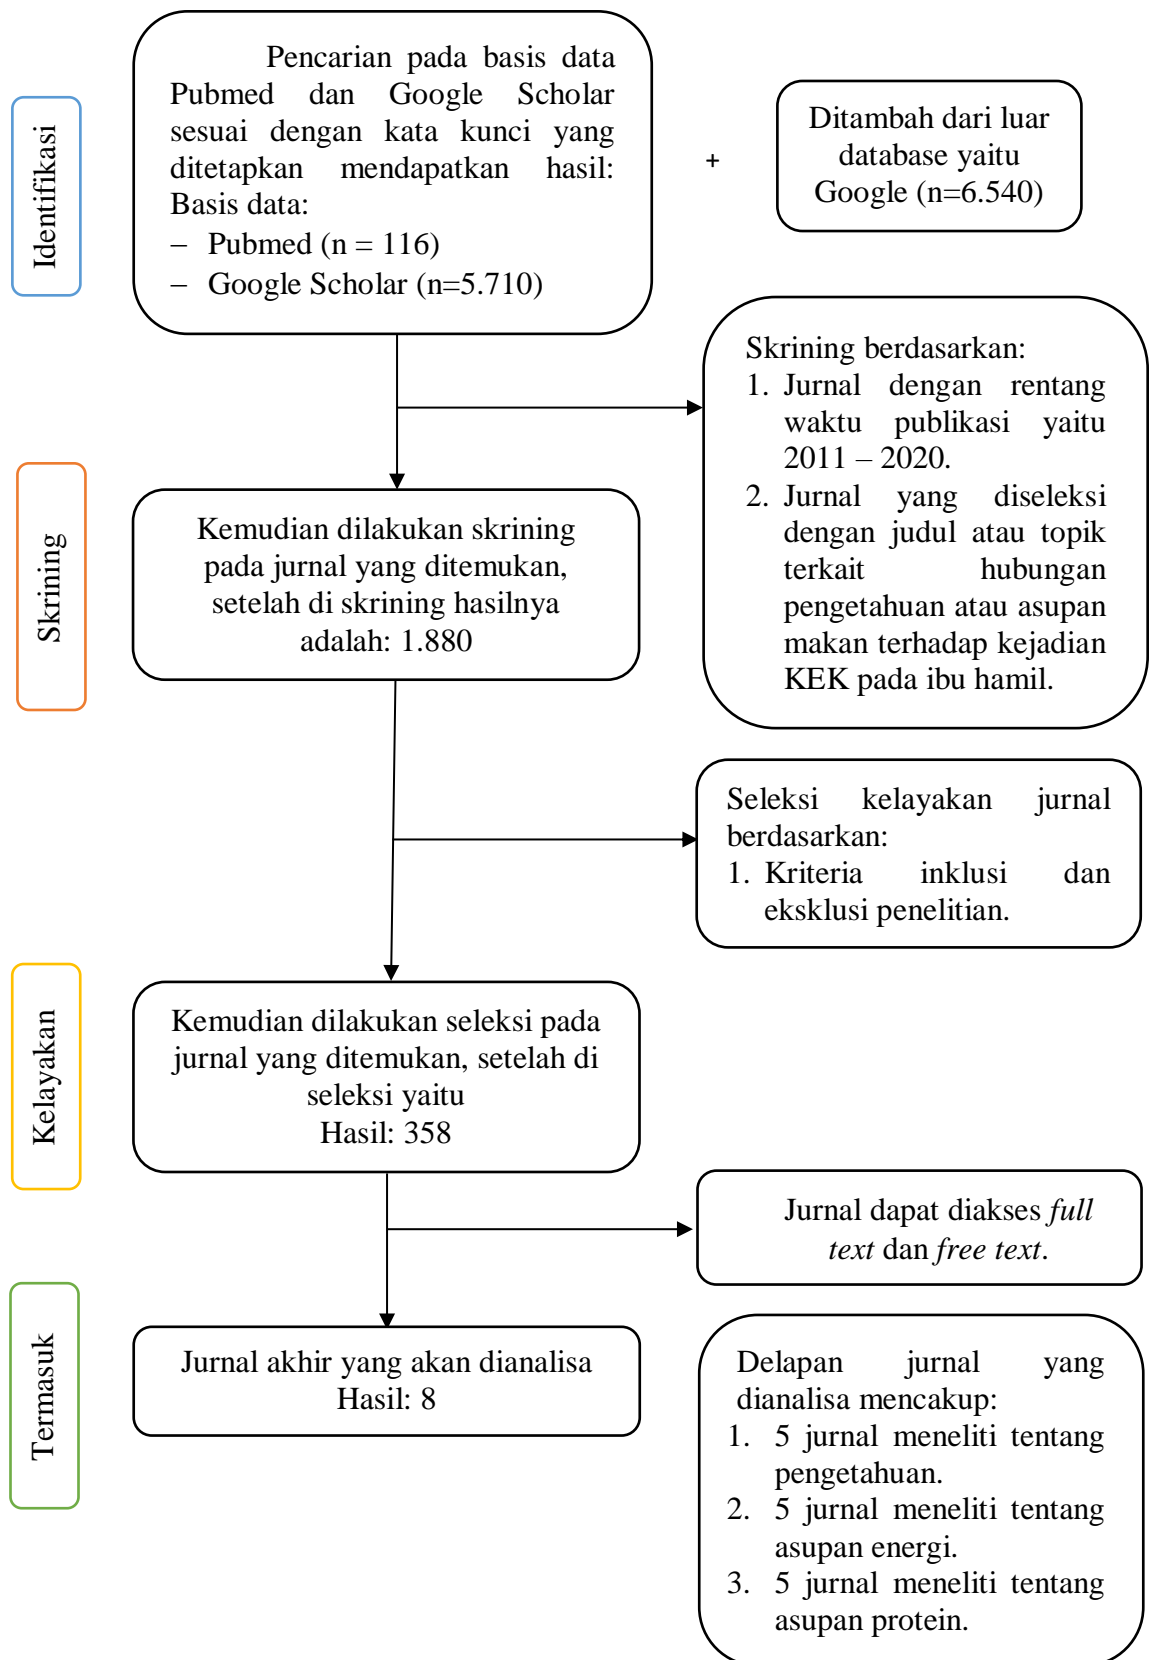 Identifikasi
Pencarian pada basis data
Pubmed dan Google Scholar
sesuai dengan kata kunci yang
ditetapkan mendapatkan hasil:
Basis data:
– Pubmed (n = 116)
– Google Scholar (n=5.710)
+
Ditambah dari luar
database yaitu
Google (n=6.540)
Skrining berdasarkan:
1. Jurnal dengan rentang
waktu publikasi yaitu
2011 – 2020.
2. Jurnal yang diseleksi
dengan judul atau topik
terkait hubungan
pengetahuan atau asupan
makan terhadap kejadian
KEK pada ibu hamil.
Skrining
Kemudian dilakukan skrining
pada jurnal yang ditemukan,
setelah di skrining hasilnya
adalah: 1.880
Seleksi kelayakan jurnal
berdasarkan:
1. Kriteria inklusi dan
eksklusi penelitian.
Kelayakan
Kemudian dilakukan seleksi pada
jurnal yang ditemukan, setelah di
seleksi yaitu
Hasil: 358
Jurnal dapat diakses full
text dan free text.
Termasuk
Jurnal akhir yang akan dianalisa
Hasil: 8
Delapan jurnal yang
dianalisa mencakup:
1. 5 jurnal meneliti tentang
pengetahuan.
2. 5 jurnal meneliti tentang
asupan energi.
3. 5 jurnal meneliti tentang
asupan protein.